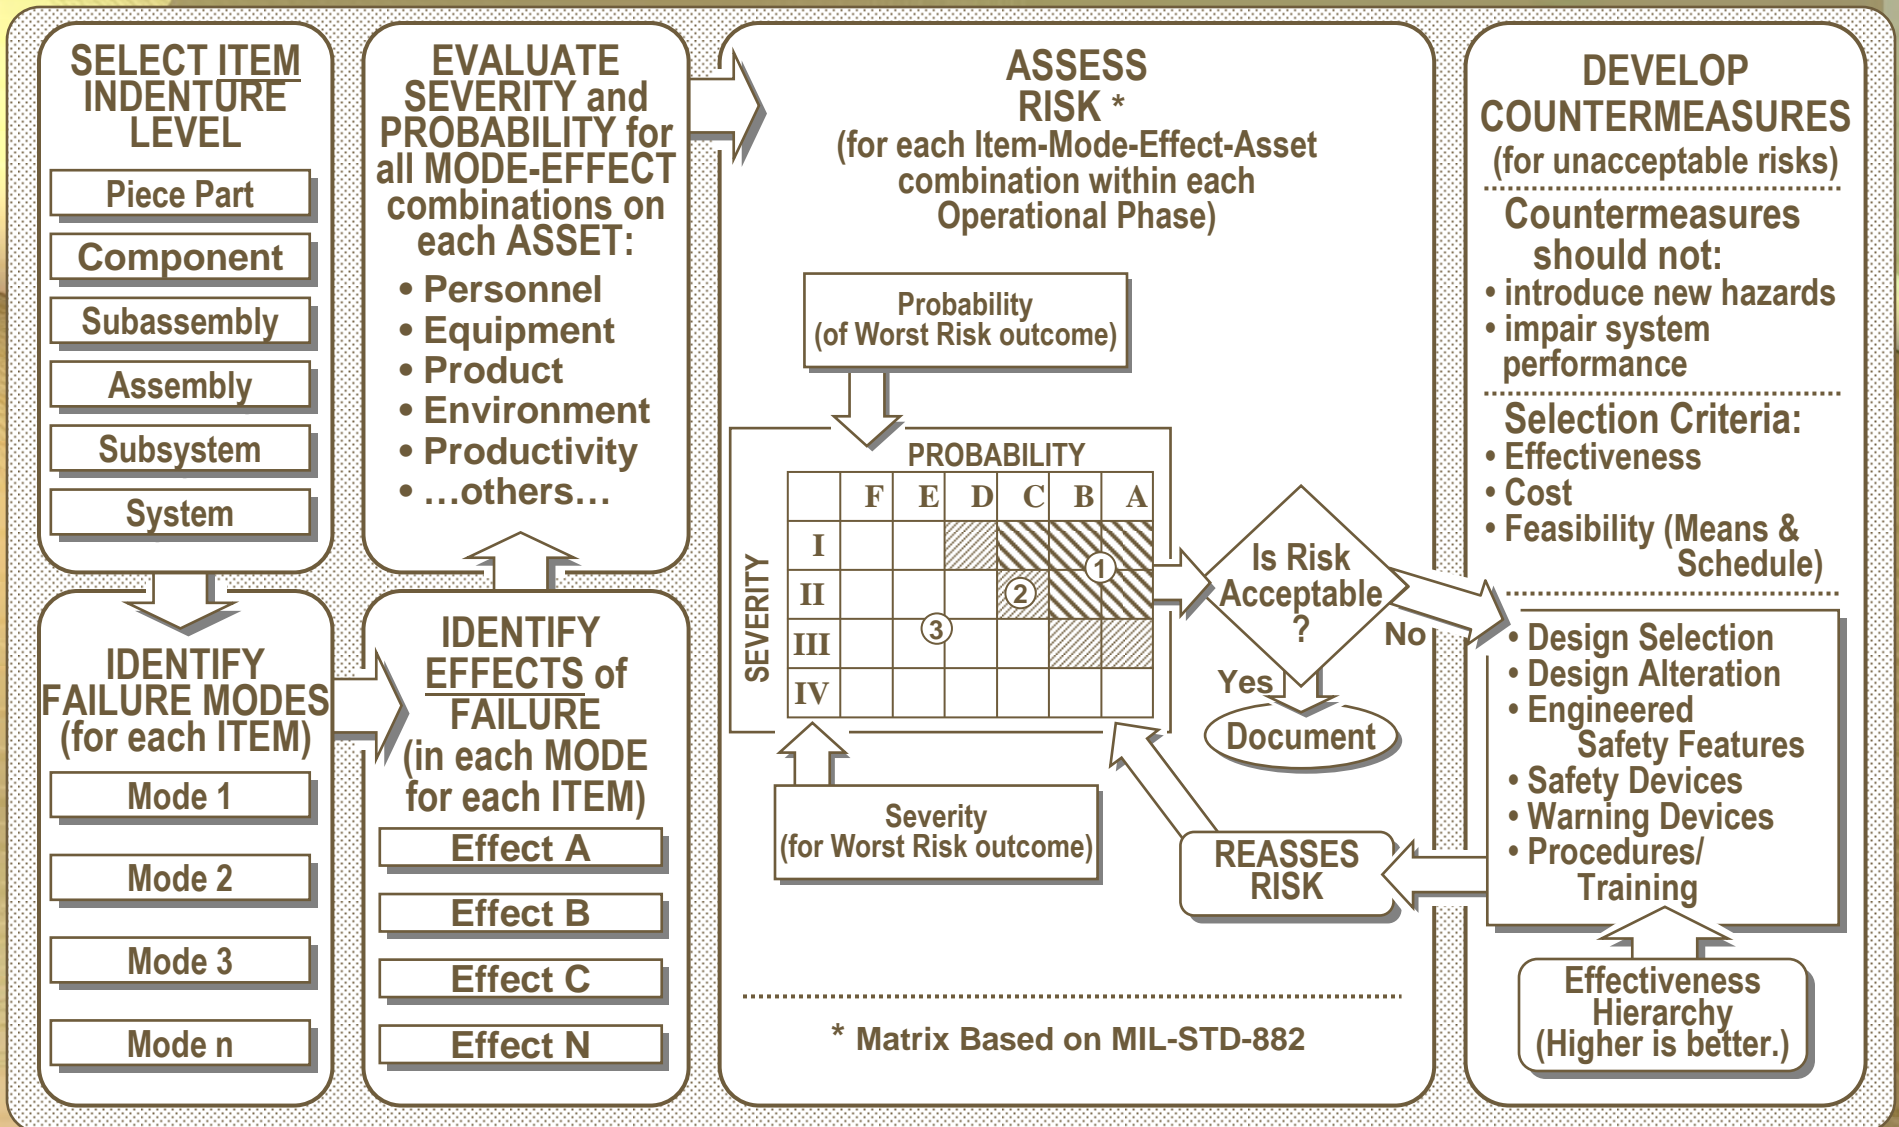 SELECT ITEM
INDENTURE
LEVEL
Piece Part
Component
Subassembly
Assembly
Subsystem
System
IDENTIFY
FAILURE MODES
(for each ITEM)
Mode 1
Mode 2
Mode 3
Mode n
IDENTIFY
EFFECTS of
FAILURE
(in each MODE
for each ITEM)
Effect A
Effect B
Effect C
Effect N
EVALUATE
SEVERITY and
PROBABILITY for
all MODE-EFFECT
combinations on
each ASSET:
• Personnel
• Equipment
• Product
• Environment
• Productivity
• …others…
ASSESS
RISK *
(for each Item-Mode-Effect-Asset
combination within each
Operational Phase)
Probability
(of Worst Risk outcome)
PROBABILITY
F E D C B A
SEVERITY
I
II
III
IV
1
2
3
Severity
(for Worst Risk outcome)
Is Risk
Acceptable
?
No
Yes
Document
REASSES
RISK
* Matrix Based on MIL-STD-882
DEVELOP
COUNTERMEASURES
(for unacceptable risks)
Countermeasures
should not:
• introduce new hazards
• impair system
performance
Selection Criteria:
• Effectiveness
• Cost
• Feasibility (Means &
Schedule)
• Design Selection
• Design Alteration
• Engineered
Safety Features
• Safety Devices
• Warning Devices
• Procedures/
Training
Effectiveness
Hierarchy
(Higher is better.)